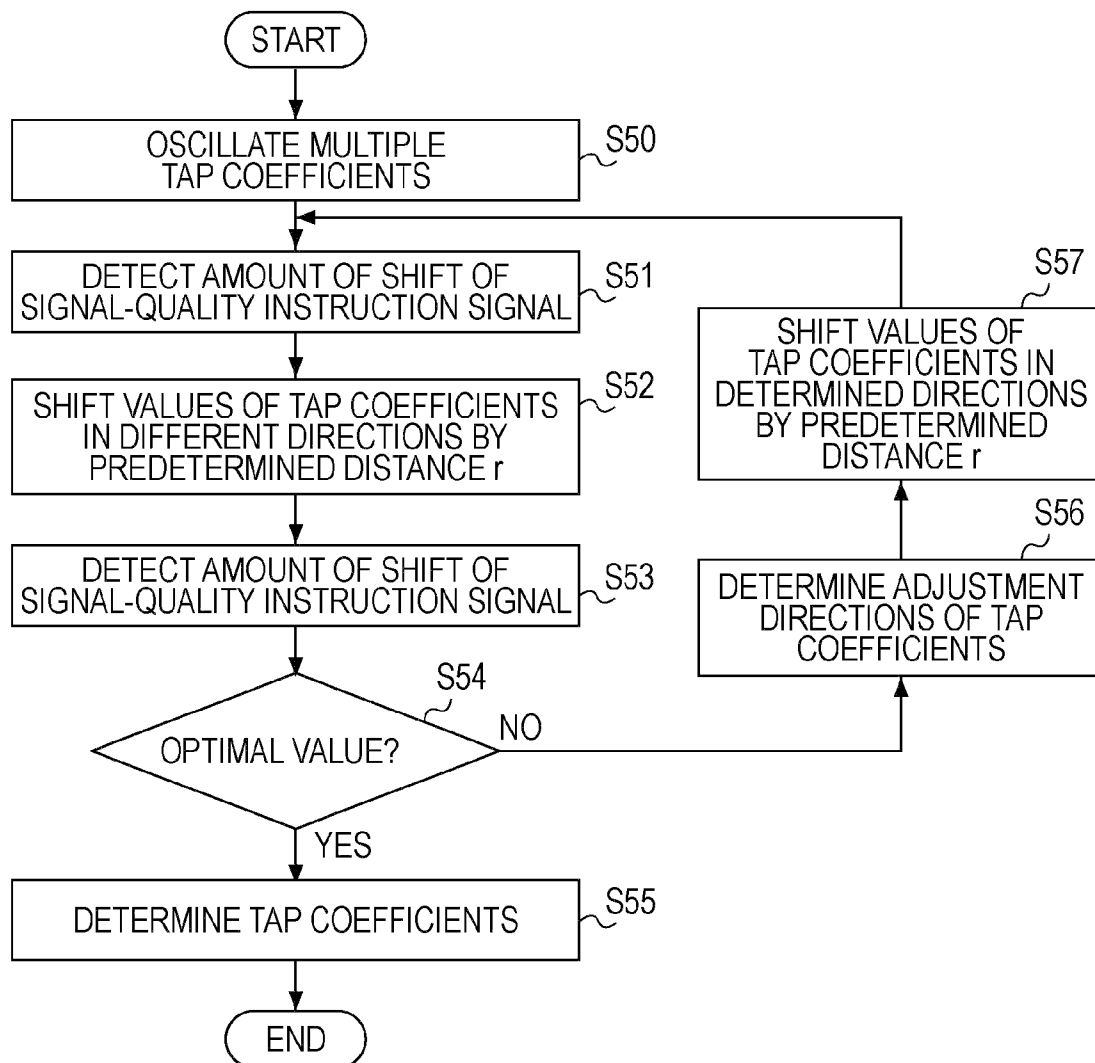 START
OSCILLATE MULTIPLE
TAP COEFFICIENTS
S50
DETECT AMOUNT OF SHIFT OF
SIGNAL-QUALITY INSTRUCTION SIGNAL
S51
SHIFT VALUES OF TAP COEFFICIENTS
IN DIFFERENT DIRECTIONS BY
PREDETERMINED DISTANCE r
S52
DETECT AMOUNT OF SHIFT OF
SIGNAL-QUALITY INSTRUCTION SIGNAL
S53
OPTIMAL VALUE?
S54
NO
YES
DETERMINE TAP COEFFICIENTS
S55
END
S56
DETERMINE ADJUSTMENT
DIRECTIONS OF TAP
COEFFICIENTS
S57
SHIFT VALUES OF
TAP COEFFICIENTS IN
DETERMINED DIRECTIONS
BY PREDETERMINED
DISTANCE r